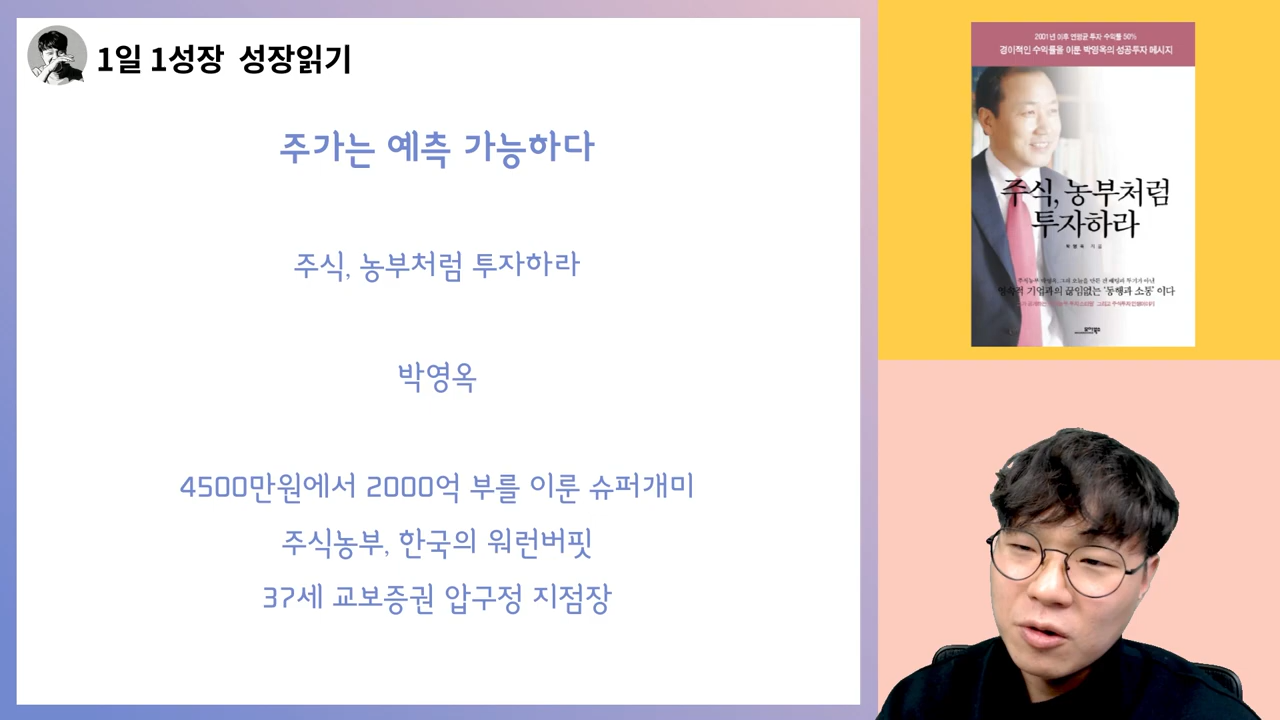 1일 1성장 성장읽기
주가는 예측 가능하다
주식, 농부처럼 투자하라
박영옥
4500만원에서 2000억 부를 이룬 슈퍼개미
주식농부, 한국의 워런버핏
37세 교보증권 압구정 지점장
2001년 이후 연평균 투자 수익률 50%
경이적인 수익률을 이룬 박영옥의 성공투자 메시지
주식, 농부처럼
투자하라
박영옥 지음
기업과의 끊임없는 '동행과 소통' 이다